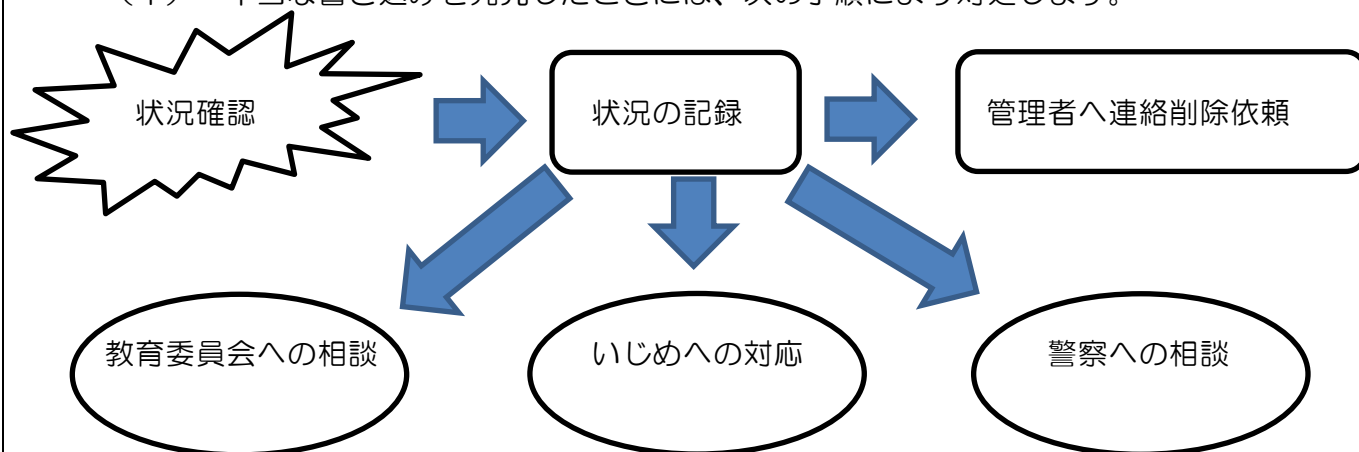 状況確認
状況の記録
管理者へ連絡削除依頼
教育委員会への相談
いじめへの対応
警察への相談